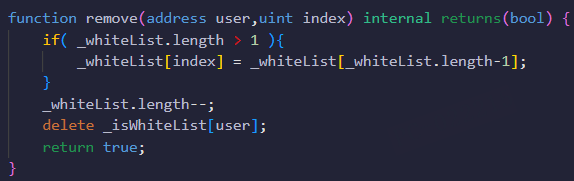 function remove(address user,uint index) internal returns(bool) {
    if( _whiteList.length > 1 ){
        _whiteList[index] = _whiteList[_whiteList.length-1];
    }
    _whiteList.length--;
    delete _isWhiteList[user];
    return true;
}